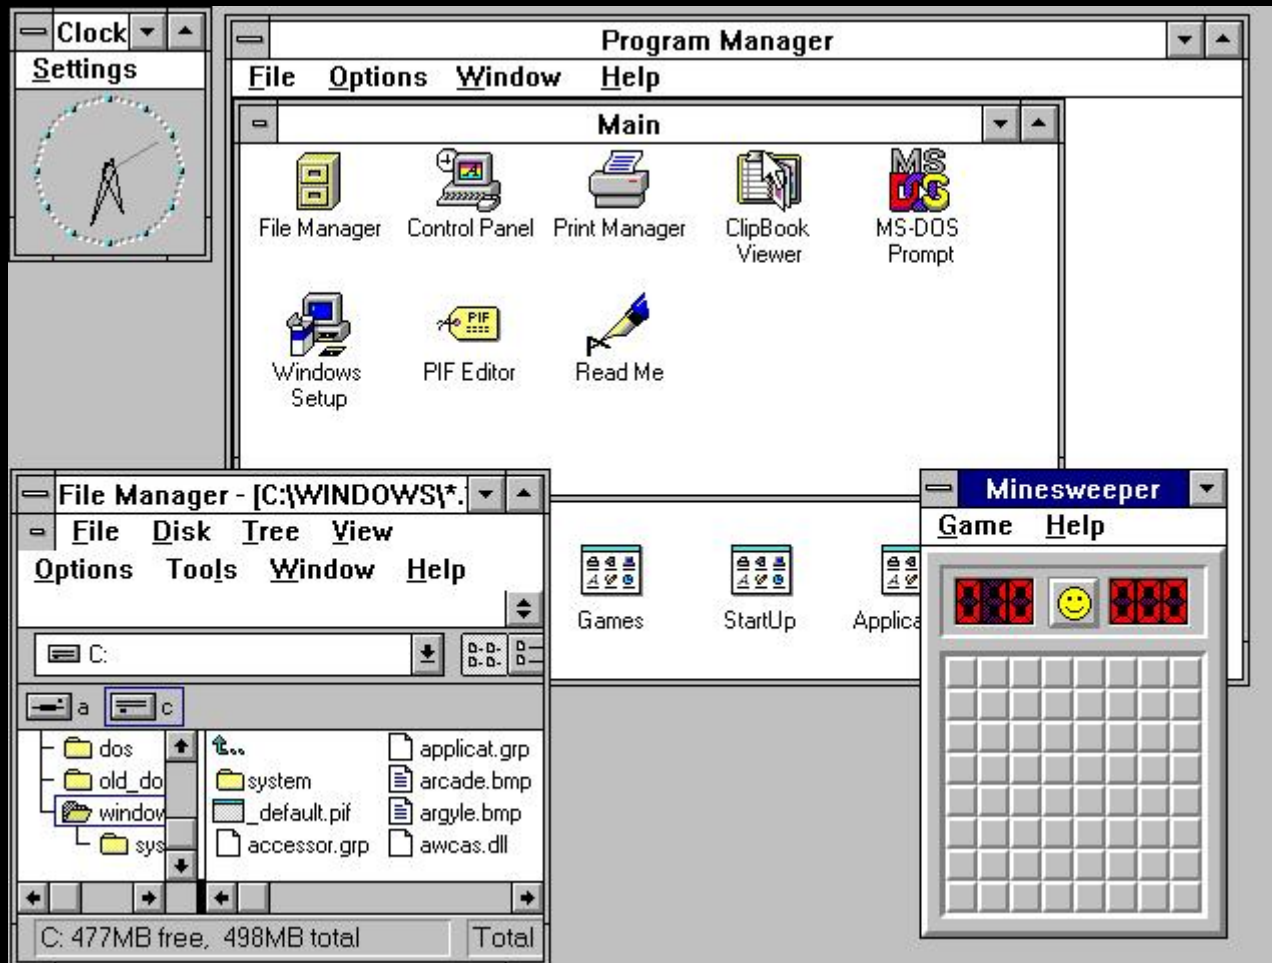 Clock
Settings
Program Manager
File Options Window Help
Main
File Manager
Control Panel
Print Manager
ClipBook
Viewer
MS-DOS
Prompt
MS
DOS
Windows
Setup
PIF
PIF Editor
Read Me
File Manager - [C:\WINDOWS\*.
File Disk Tree View
Options Tools Window Help
C:
a
c
dos
old_do
window
sys
system
_default.pif
accessor.grp
applicat.grp
arcade.bmp
argyle.bmp
awcas.dll
C: 477MB free, 498MB total
Total
Games
StartUp
Applica
Minesweeper
Game Help